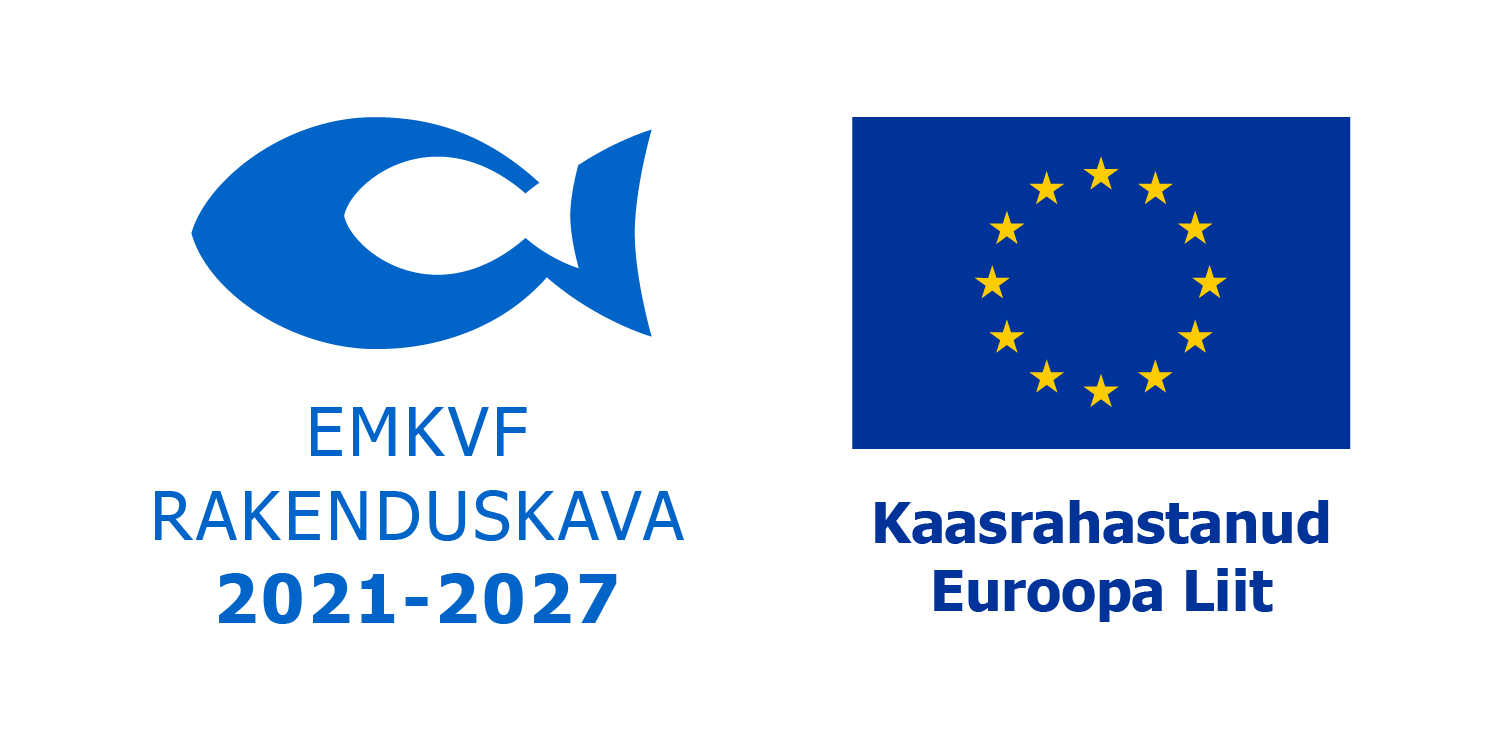 EMKVF
RAKENDUSKAVA
2021-2027
Kaasrahastanud
Euroopa Liit